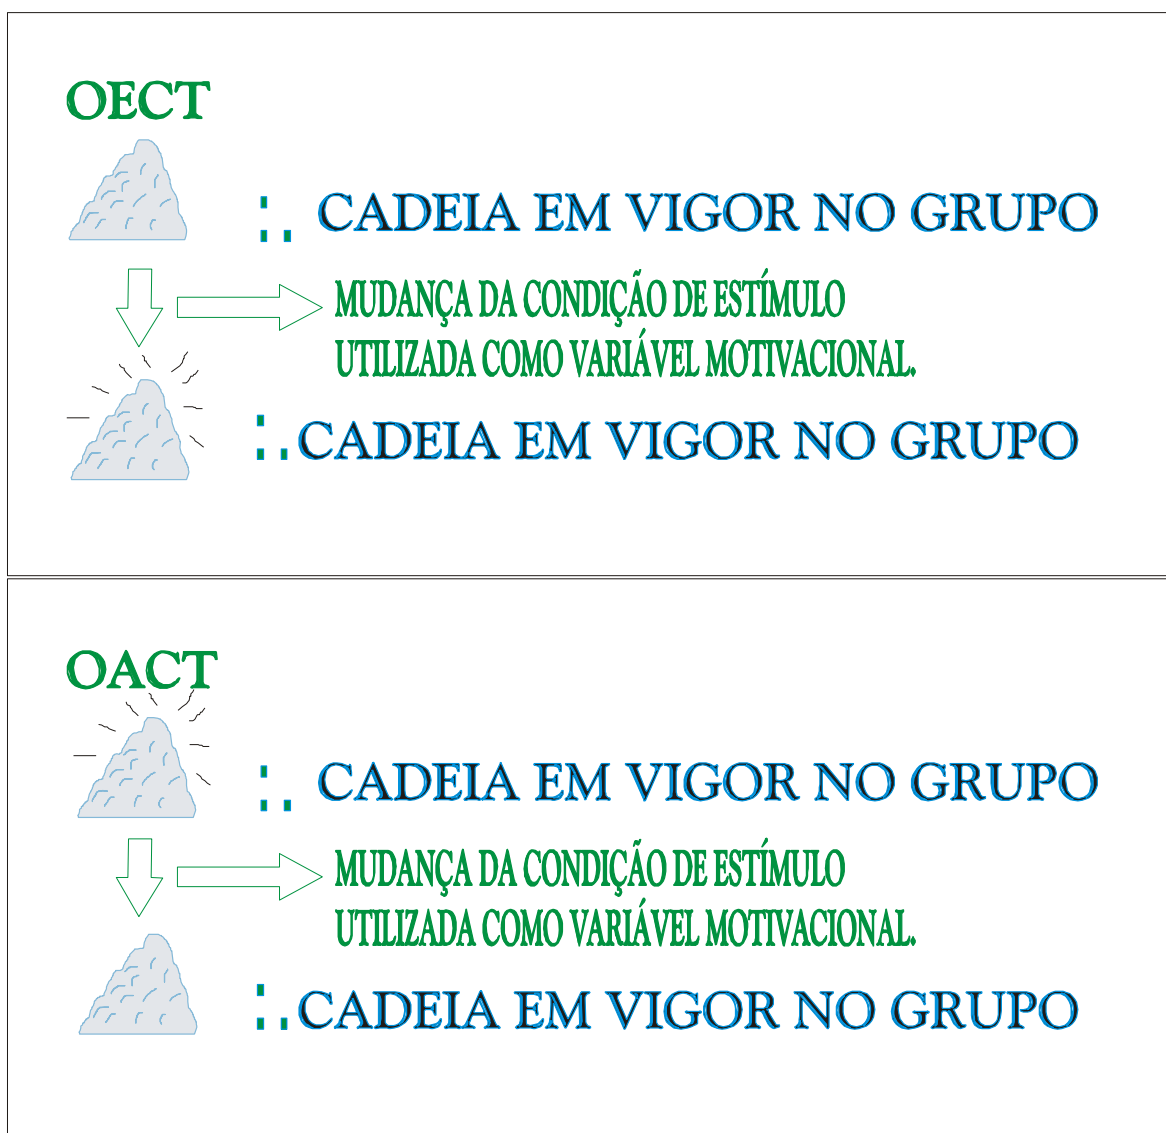 OECT
CADEIA EM VIGOR NO GRUPO
MUDANÇA DA CONDIÇÃO DE ESTÍMULO
UTILIZADA COMO VARIÁVEL MOTIVACIONAL.
CADEIA EM VIGOR NO GRUPO
OACT
CADEIA EM VIGOR NO GRUPO
MUDANÇA DA CONDIÇÃO DE ESTÍMULO
UTILIZADA COMO VARIÁVEL MOTIVACIONAL.
CADEIA EM VIGOR NO GRUPO